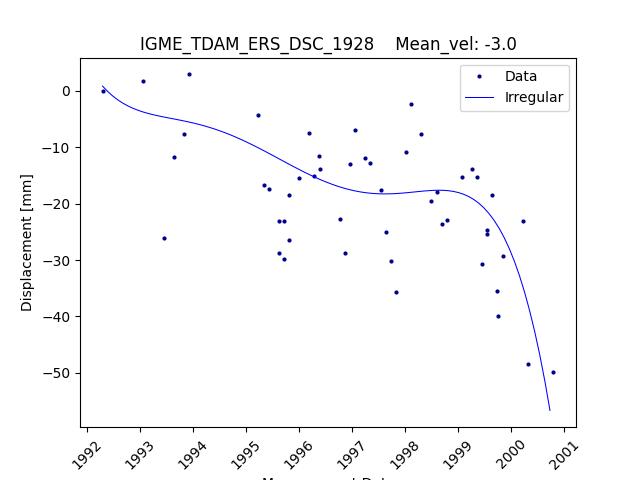 IGME_TDAM_ERS_DSC_1928 Mean_vel: -3.0
Data
Irregular
Displacement [mm]
0
−10
−20
−30
−40
−50
1992 1993 1994 1995 1996 1997 1998 1999 2000 2001